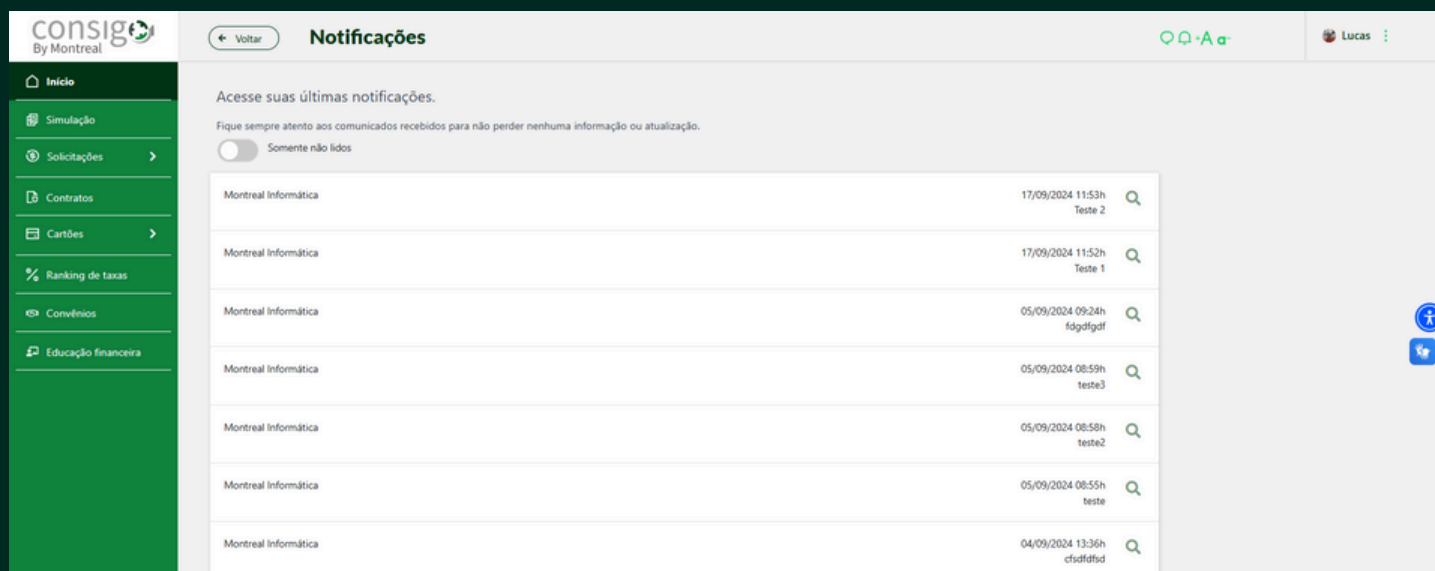 consigo
By Montreal
Voltar
Notificações
+A a-
Lucas
Início
Simulação
Solicitações
Contratos
Cartões
Ranking de taxas
Convênios
Educação financeira
Acesse suas últimas notificações.
Fique sempre atento aos comunicados recebidos para não perder nenhuma informação ou atualização.
Somente não lidos
Montreal Informática 17/09/2024 11:53h
Teste 2
Montreal Informática 17/09/2024 11:52h
Teste 1
Montreal Informática 05/09/2024 09:24h
fdgdfgdf
Montreal Informática 05/09/2024 08:59h
teste3
Montreal Informática 05/09/2024 08:58h
teste2
Montreal Informática 05/09/2024 08:55h
teste
Montreal Informática 04/09/2024 13:36h
cfsdfdfsd